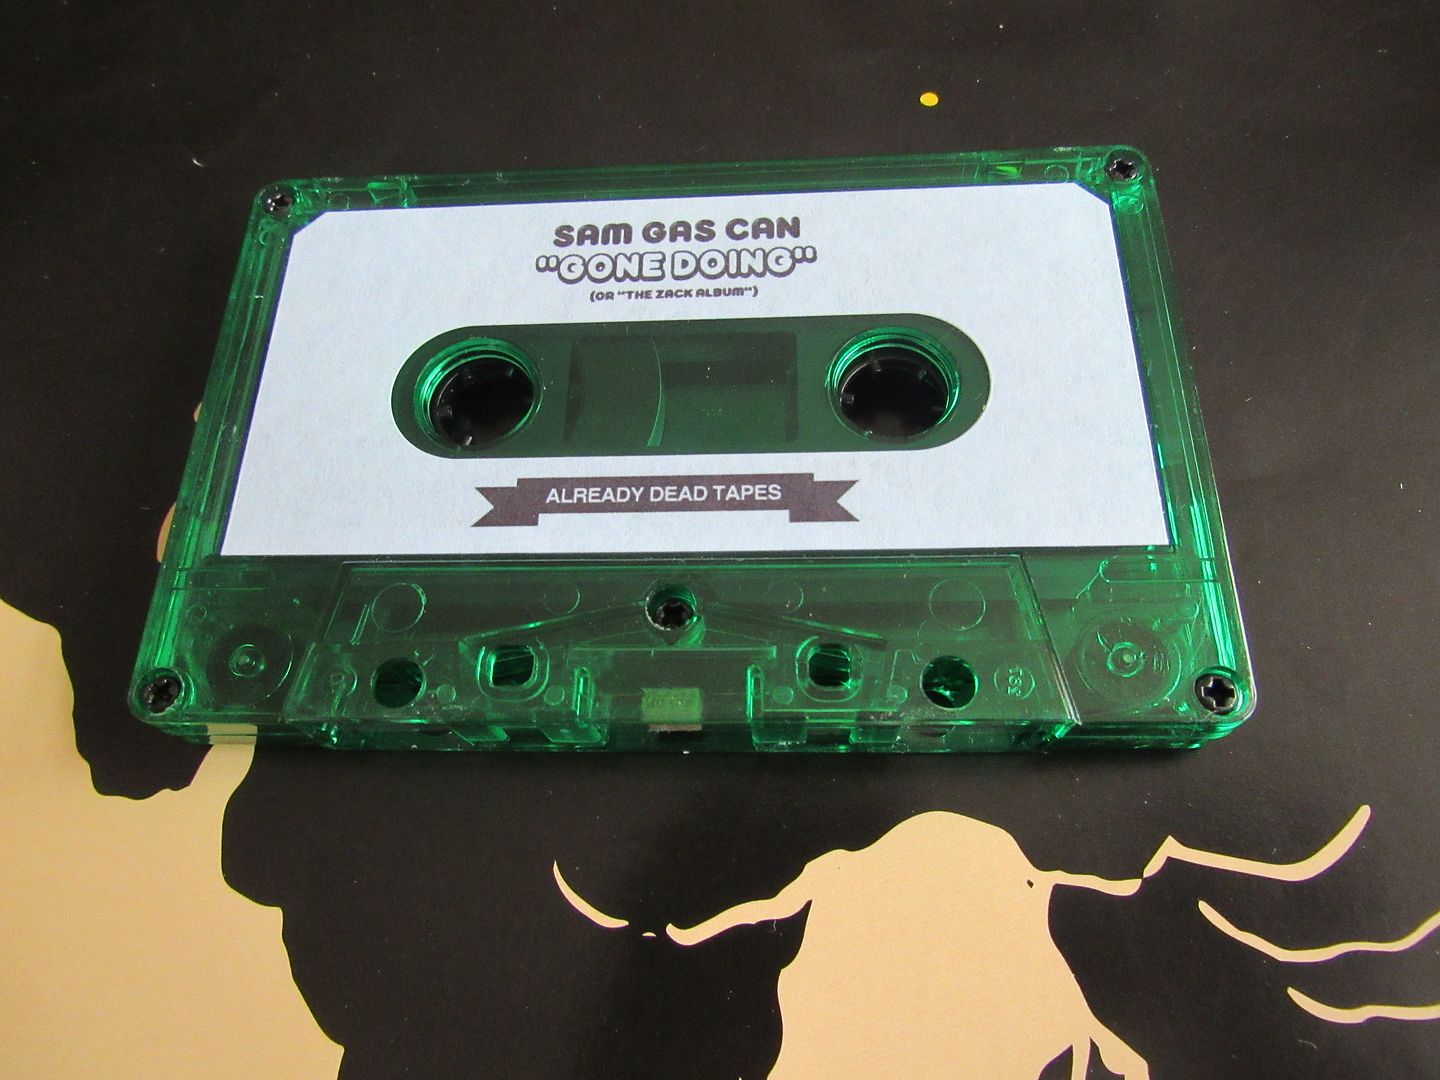 SAM GAS CAN
"GONE DOING"
(OR "THE ZACK ALBUM")
ALREADY DEAD TAPES